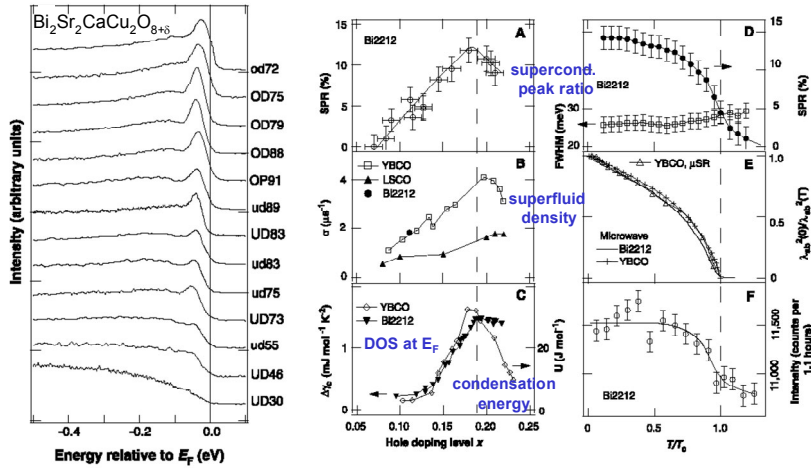 Bi2Sr2CaCu2O8+δ
od72
OD75
OD79
OD88
OP91
ud89
UD83
ud83
ud75
UD73
ud55
UD46
UD30
Intensity (arbitrary units)
-0.4
-0.2
0.0
Energy relative to EF (eV)
A
Bi2212
SPR (%)
15
10
5
0
supercond.
peak ratio
B
YBCO
LSCO
Bi2212
σ (μs-1)
4
2
0
superfluid
density
C
YBCO
Bi2212
Δγc (mJ mol-1 K-2)
1
0
DOS at EF
condensation
energy
20
0
U (J mol-1)
0.05
0.10
0.15
0.20
0.25
Hole doping level x
D
Bi2212
FWHM (meV)
30
20
15
10
5
0
SPR (%)
E
YBCO, μSR
Microwave
Bi2212
YBCO
1.0
0.5
0
λab2(0)/λab2(T)
F
Bi2212
11,500
11,000
Intensity (counts per
1.1 hours)
0
0.5
1.0
T/Tc